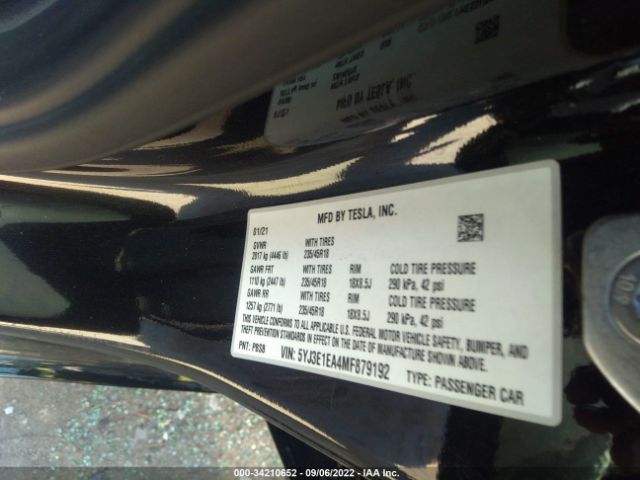 MFD BY TESLA, INC.
01/21
GVWR WITH TIRES
2017 kg (4446 lb) 235/45R18
GAWR FRT WITH TIRES RIM COLD TIRE PRESSURE
1110 kg (2447 lb) 235/45R18 18X8.5J 290 kPa, 42 psi
GAWR RR WITH TIRES RIM COLD TIRE PRESSURE
1257 kg (2771 lb) 235/45R18 18X8.5J 290 kPa, 42 psi
THIS VEHICLE CONFORMS TO ALL APPLICABLE U.S. FEDERAL MOTOR VEHICLE SAFETY, BUMPER, AND
THEFT PREVENTION STANDARDS IN EFFECT ON THE DATE OF MANUFACTURE SHOWN ABOVE.
PNT: PBSB VIN: 5YJ3E1EA4MF879192 TYPE: PASSENGER CAR
000-34210652 - 09/06/2022 - IAA Inc.